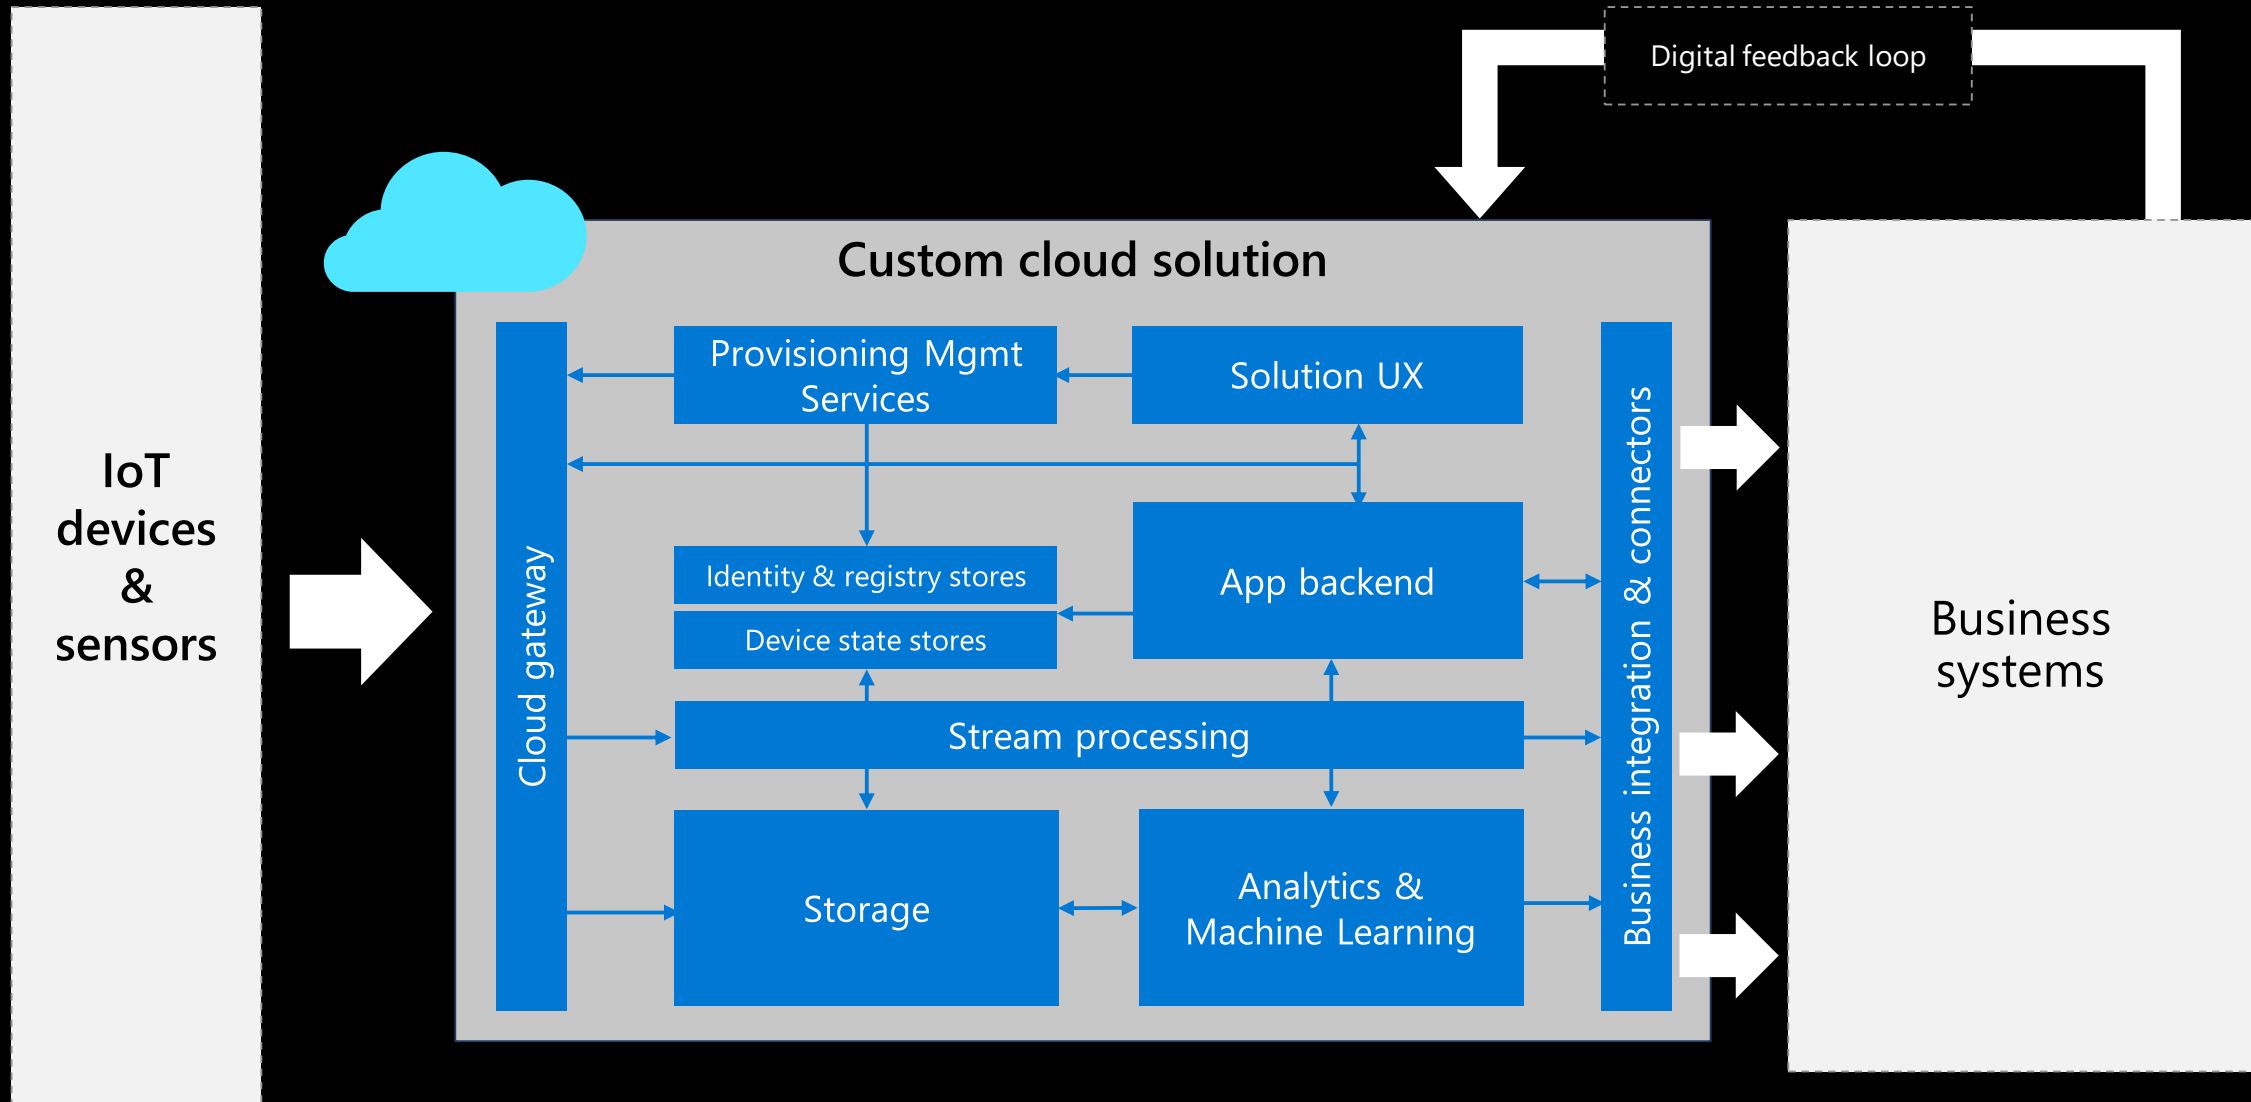 Digital feedback loop
Custom cloud solution
IoT
devices
&
sensors
Cloud gateway
Provisioning Mgmt
Services
Solution UX
Identity & registry stores
Device state stores
App backend
Stream processing
Storage
Analytics &
Machine Learning
Business integration & connectors
Business
systems